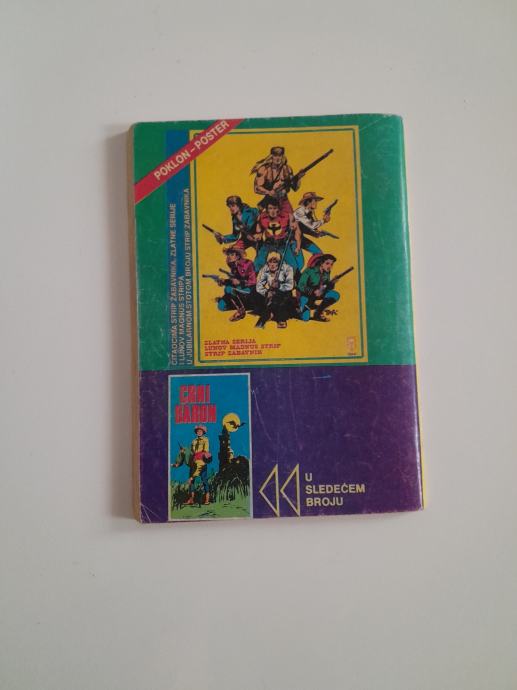 POKLON-POSTER
ČITAOCIMA STRIP ZABAVNIKA, ZLATNE SERIJE
I LUNOV MAGNUS STRIPA
U JUBILARNOM STOTOM BROJU STRIP ZABAVNIKA
ZLATNA SERIJA
LUNOV MAGNUS STRIP
STRIP ZABAVNIK
CRNI
BARON
U
SLEDEĆEM
BROJU